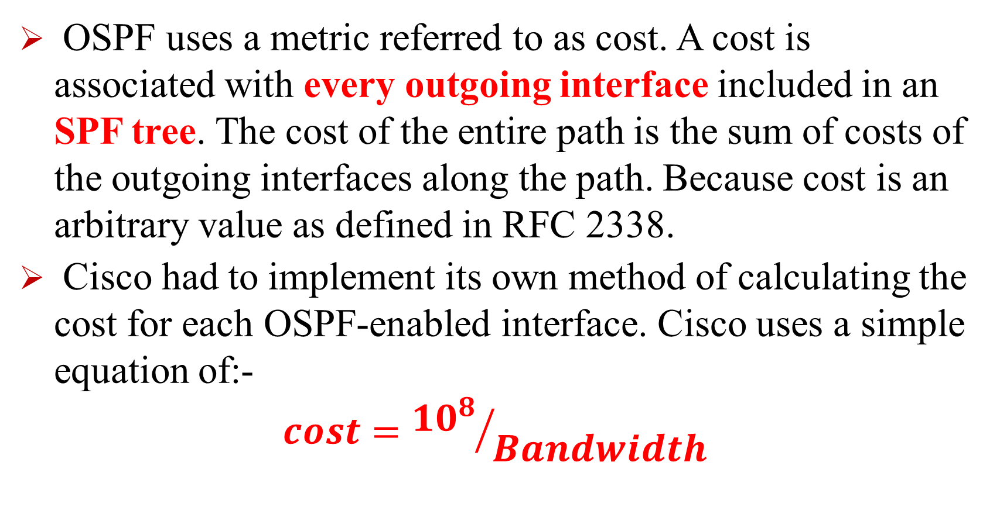 ➢ OSPF uses a metric referred to as cost. A cost is
associated with every outgoing interface included in an
SPF tree. The cost of the entire path is the sum of costs of
the outgoing interfaces along the path. Because cost is an
arbitrary value as defined in RFC 2338.
➢ Cisco had to implement its own method of calculating the
cost for each OSPF-enabled interface. Cisco uses a simple
equation of:-
cost = 10⁸/Bandwidth